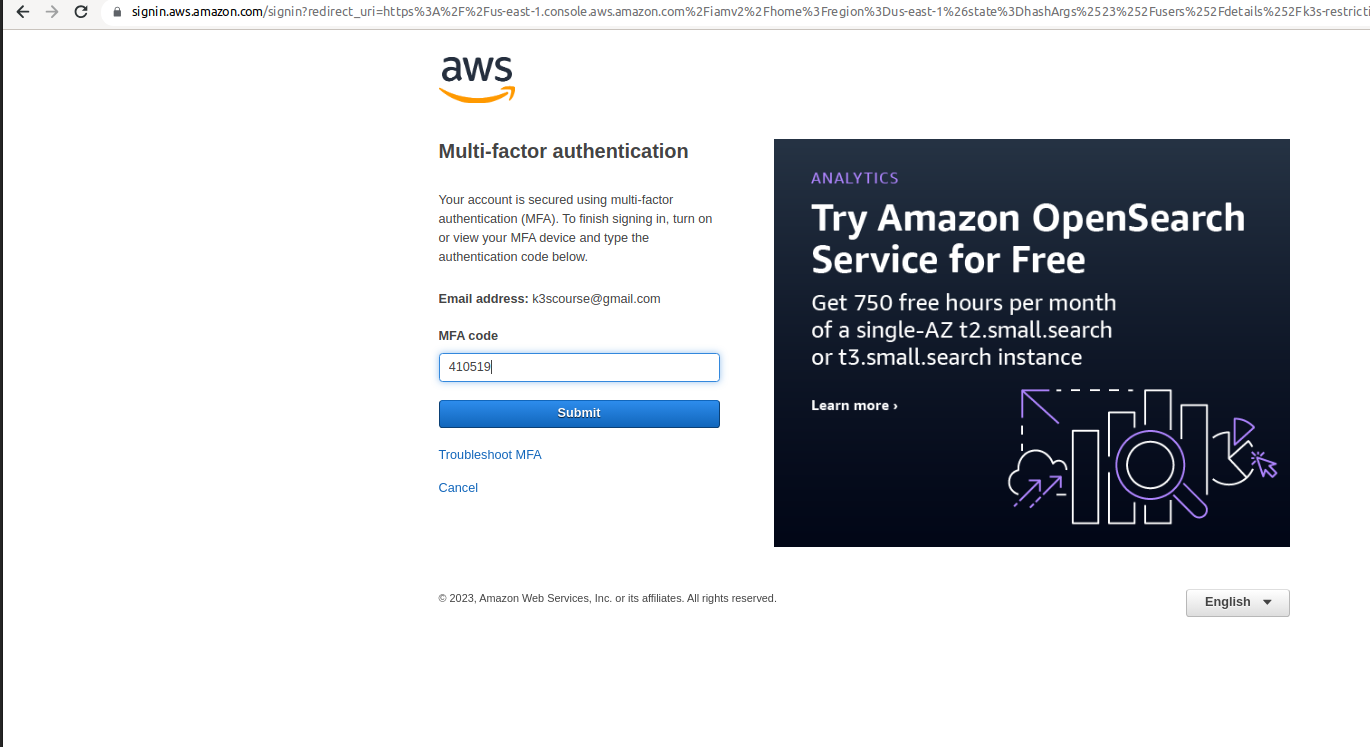 signin.aws.amazon.com/signin?redirect_uri=https%3A%2F%2Fus-east-1.console.aws.amazon.com%2Fiamv2%2Fhome%3Fregion%3Dus-east-1%26state%3DhashArgs%2523%252Fusers%252Fdetails%252Fk3s-restricti
aws
Multi-factor authentication
Your account is secured using multi-factor
authentication (MFA). To finish signing in, turn on
or view your MFA device and type the
authentication code below.
Email address: k3scourse@gmail.com
MFA code
410519
Submit
Troubleshoot MFA
Cancel
ANALYTICS
Try Amazon OpenSearch
Service for Free
Get 750 free hours per month
of a single-AZ t2.small.search
or t3.small.search instance
Learn more ›
© 2023, Amazon Web Services, Inc. or its affiliates. All rights reserved.
English